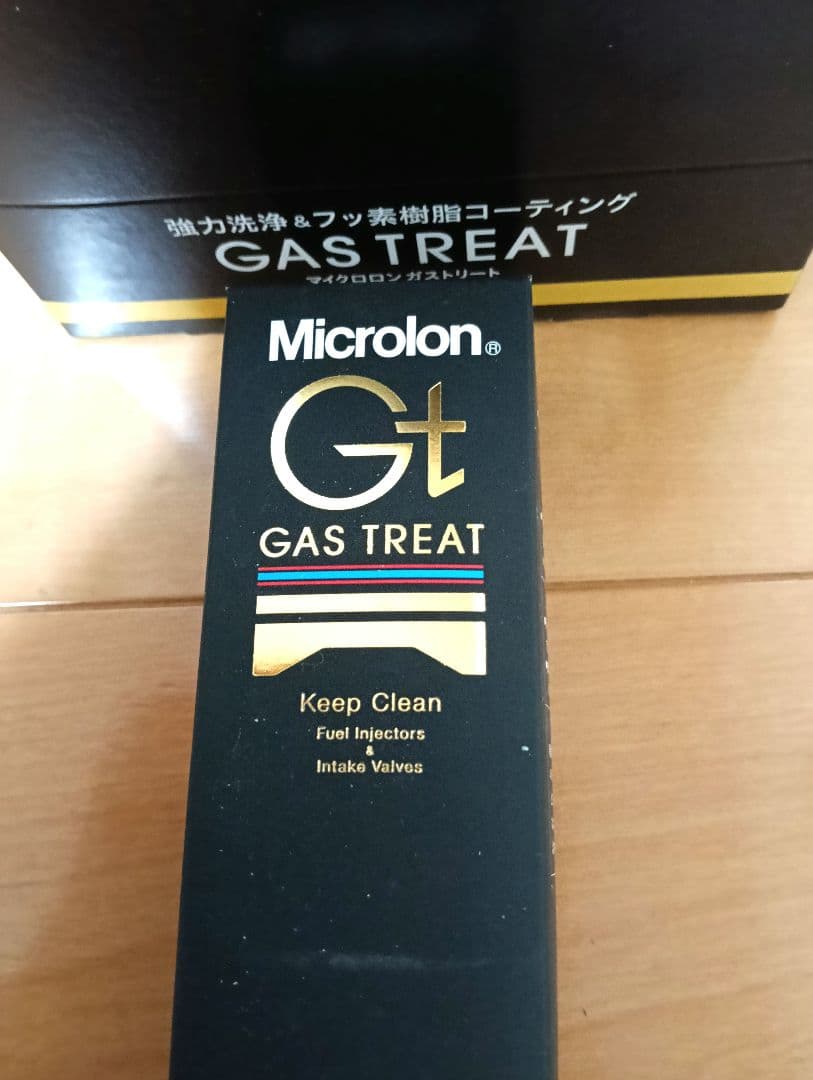 強力洗浄&フッ素樹脂コーティング
GAS TREAT
マイクロロン ガストリート
Microlon®
Gt
GAS TREAT
Keep Clean
Fuel Injectors
&
Intake Valves